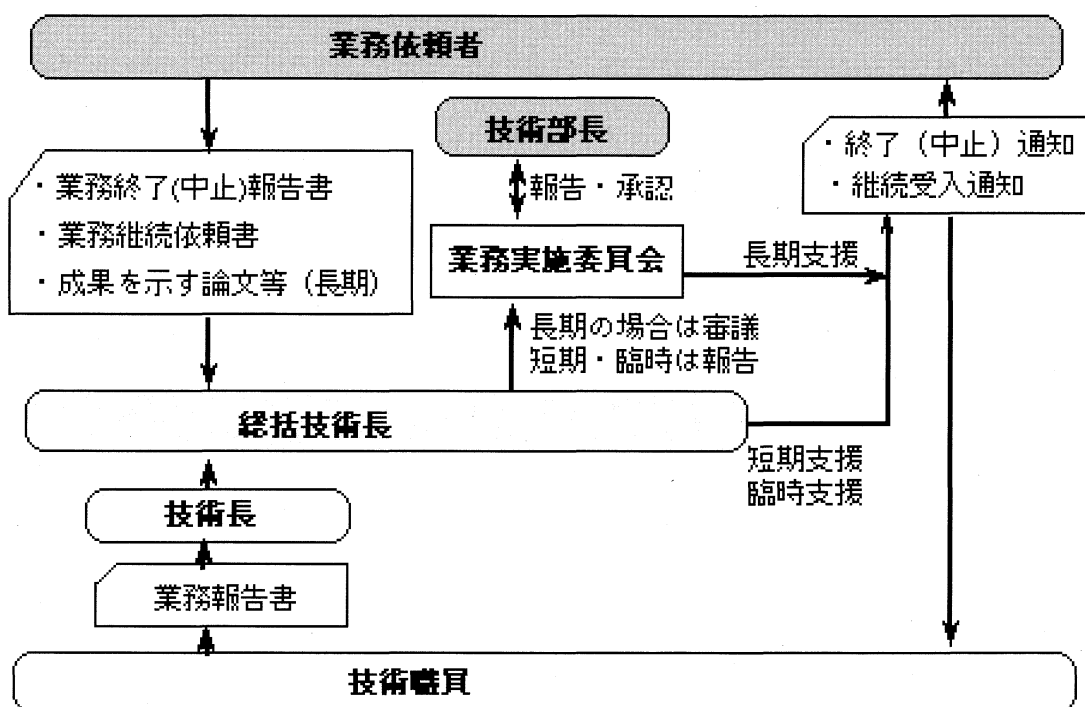 業務依頼者
技術部長
・終了（中止）通知
・継続受入通知
・業務終了(中止)報告書
・業務継続依頼書
・成果を示す論文等（長期）
報告・承認
業務実施委員会
長期支援
長期の場合は審議
短期・臨時は報告
総括技術長
短期支援
臨時支援
技術長
業務報告書
技術職員